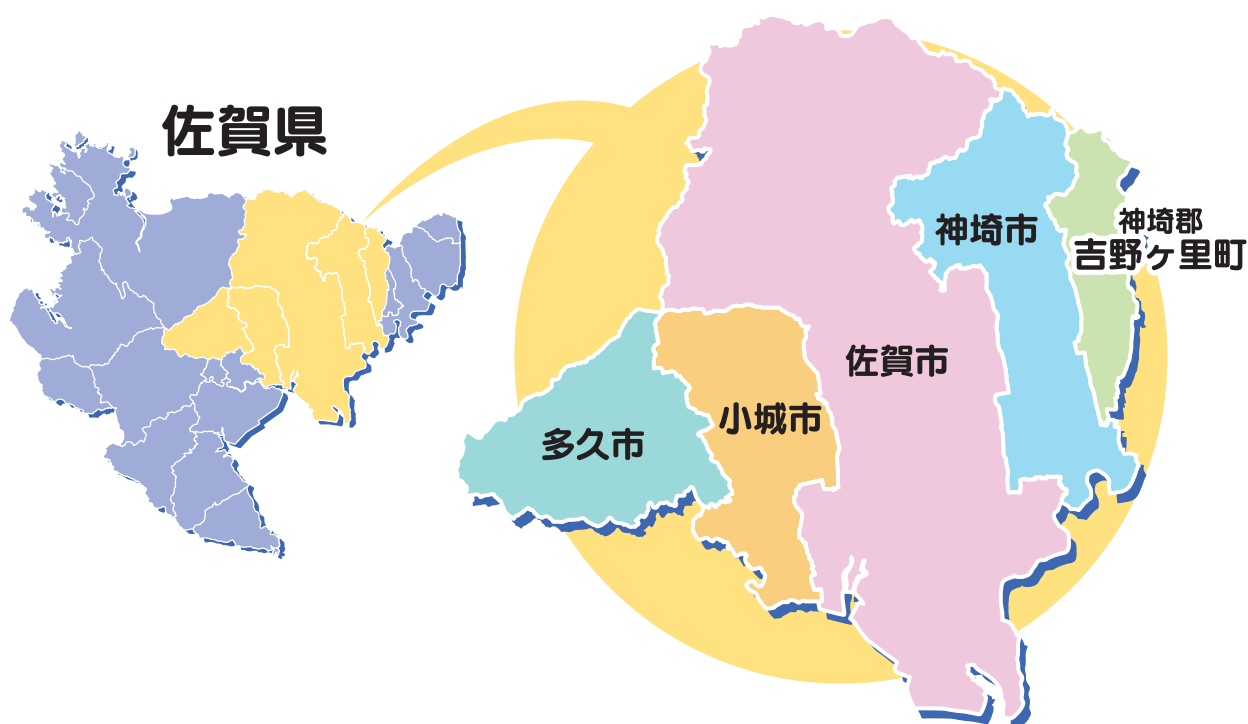 佐賀県
神埼市
神埼郡
吉野ヶ里町
佐賀市
小城市
多久市